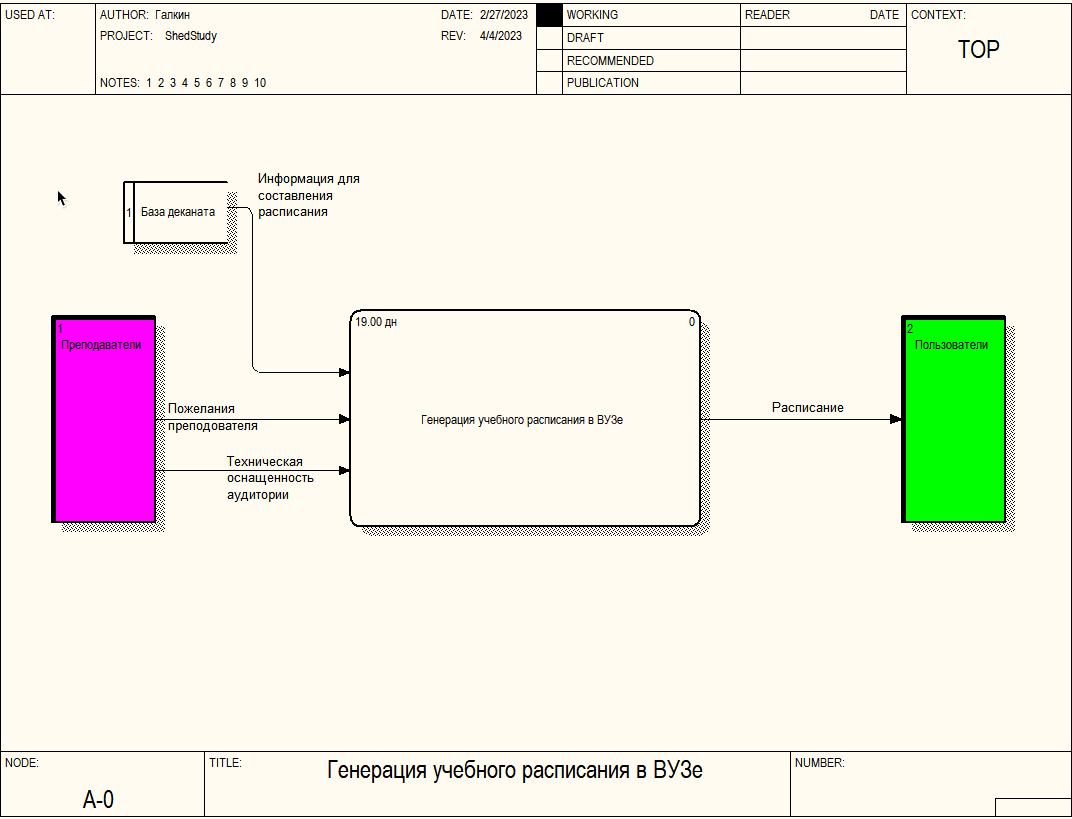 USED AT:
AUTHOR: Галкин
DATE: 2/27/2023
PROJECT: ShedStudy
REV: 4/4/2023
NOTES: 1 2 3 4 5 6 7 8 9 10
WORKING
DRAFT
RECOMMENDED
PUBLICATION
READER DATE
CONTEXT:
TOP
Информация для
составления
расписания
1 База деканата
1
Преподаватели
Пожелания
преподователя
Техническая
оснащенность
аудитории
19.00 дн 0
Генерация учебного расписания в ВУЗе
Расписание
2
Пользователи
NODE:
A-0
TITLE:
Генерация учебного расписания в ВУЗе
NUMBER: